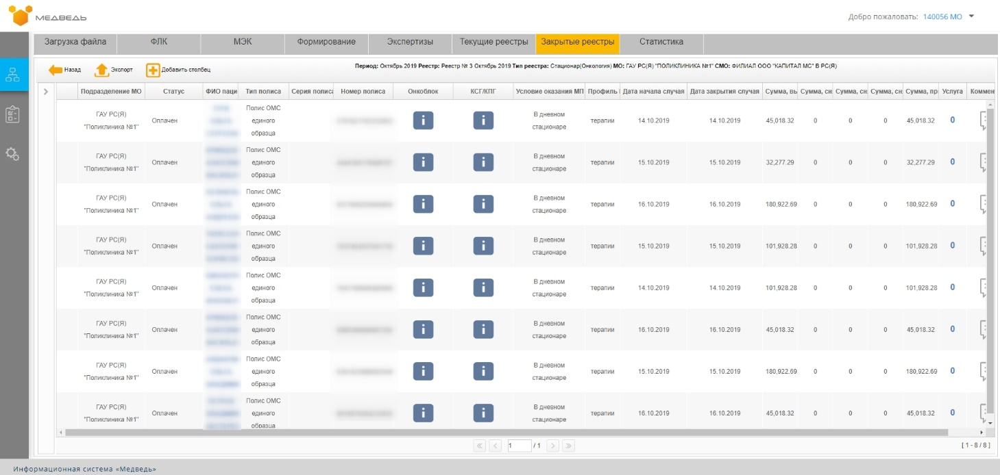 МЕДВЕДЬ
Добро пожаловать: 140056 МО
Загрузка файла ФЛК МЭК Формирование Экспертизы Текущие реестры Закрытые реестры Статистика
Назад Экспорт Добавить столбец Период: Октябрь 2019 Реестр: Реестр № 3 Октябрь 2019 Тип реестра: Стационар(Онкология) МО: ГАУ РС(Я) "ПОЛИКЛИНИКА №1" СМО: ФИЛИАЛ ООО "КАПИТАЛ МС" В РС(Я)
Подразделение МО Статус ФИО паци Тип полиса Серия полиса Номер полиса Онкоблок КСГ/КПГ Условие оказания МП Профиль Дата начала случая Дата закрытия случая Сумма, вы Сумма, сн Сумма, сн Сумма, сн Сумма, пр Услуга Коммен
ГАУ РС(Я) Полис ОМС В дневном
"Поликлиника №1" Оплачен единого i i стационаре терапии 14.10.2019 14.10.2019 45,018.32 0 0 0 45,018.32 0
образца
ГАУ РС(Я) Полис ОМС В дневном
"Поликлиника №1" Оплачен единого i i стационаре терапии 15.10.2019 15.10.2019 32,277.29 0 0 0 32,277.29 0
образца
ГАУ РС(Я) Полис ОМС В дневном
"Поликлиника №1" Оплачен единого i i стационаре терапии 16.10.2019 16.10.2019 180,922.69 0 0 0 180,922.69 0
образца
ГАУ РС(Я) Полис ОМС В дневном
"Поликлиника №1" Оплачен единого i i стационаре терапии 15.10.2019 15.10.2019 101,928.28 0 0 0 101,928.28 0
образца
ГАУ РС(Я) Полис ОМС В дневном
"Поликлиника №1" Оплачен единого i i стационаре терапии 14.10.2019 14.10.2019 101,928.28 0 0 0 101,928.28 0
образца
ГАУ РС(Я) Полис ОМС В дневном
"Поликлиника №1" Оплачен единого i i стационаре терапии 16.10.2019 16.10.2019 45,018.32 0 0 0 45,018.32 0
образца
ГАУ РС(Я) Полис ОМС В дневном
"Поликлиника №1" Оплачен единого i i стационаре терапии 15.10.2019 15.10.2019 180,922.69 0 0 0 180,922.69 0
образца
ГАУ РС(Я) Полис ОМС В дневном
"Поликлиника №1" Оплачен единого i i стационаре терапии 16.10.2019 16.10.2019 45,018.32 0 0 0 45,018.32 0
образца
1 / 1 [ 1 - 8 / 8 ]
Информационная система «Медведь»